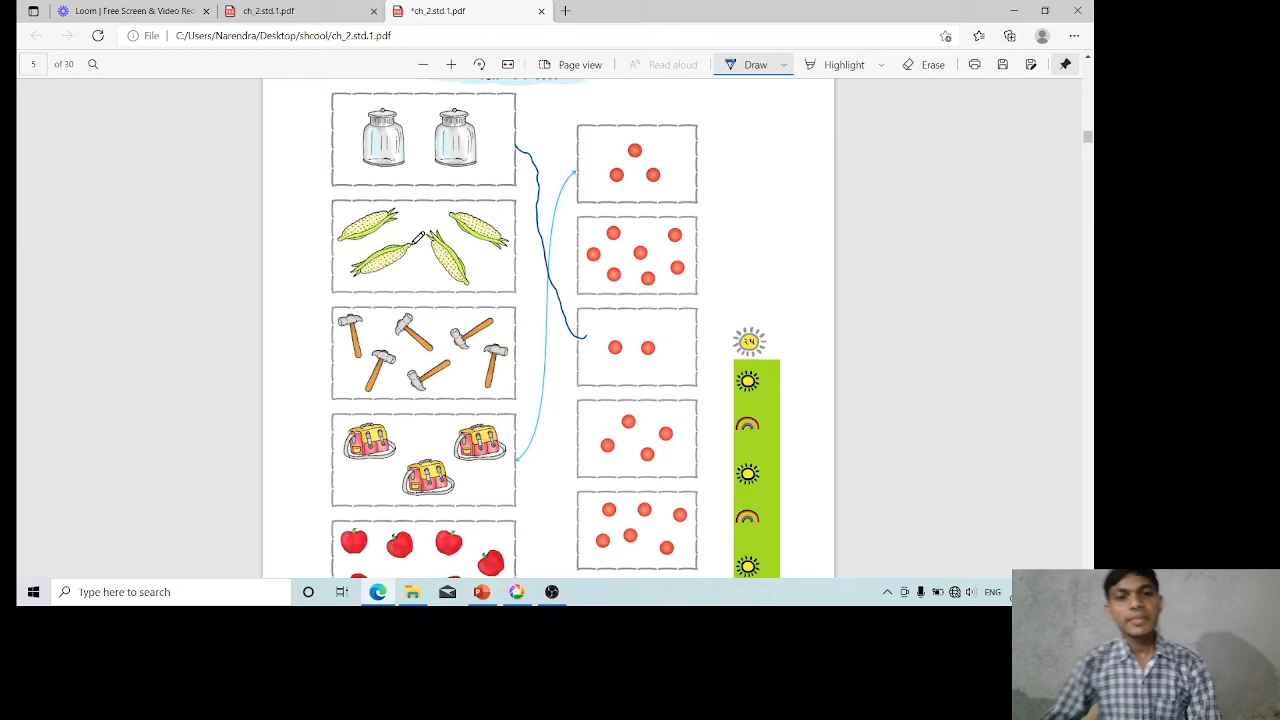 Loom | Free Screen & Video Rec
ch_2.std.1.pdf
*ch_2.std.1.pdf
File
C:/Users/Narendra/Desktop/shcool/ch_2.std.1.pdf
5
of 30
Page view
Read aloud
Draw
Highlight
Erase
૨૫
Type here to search
ENG